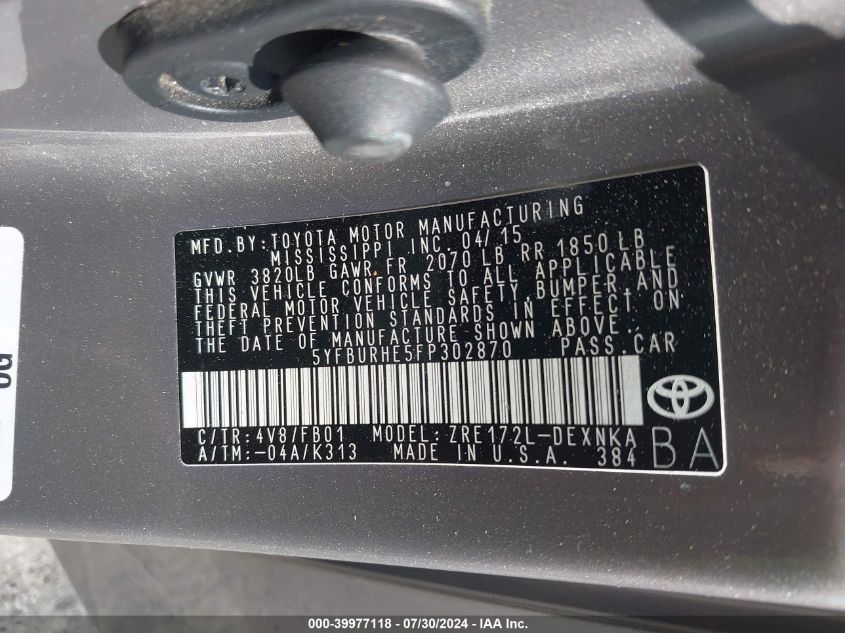 MFD. BY: TOYOTA MOTOR MANUFACTURING
MISSISSIPPI INC. 04/15
GVWR 3820LB GAWR FR 2070 LB RR 1850 LB
THIS VEHICLE CONFORMS TO ALL APPLICABLE
FEDERAL MOTOR VEHICLE SAFETY, BUMPER, AND
THEFT PREVENTION STANDARDS IN EFFECT ON
THE DATE OF MANUFACTURE SHOWN ABOVE.
5YFBURHE5FP302870 PASS CAR
C/TR: 4V8/FB01 MODEL: ZRE172L-DEXNKA
A/TM: -04A/K313 MADE IN U.S.A. 384
BA
000-39977118 - 07/30/2024 - IAA Inc.